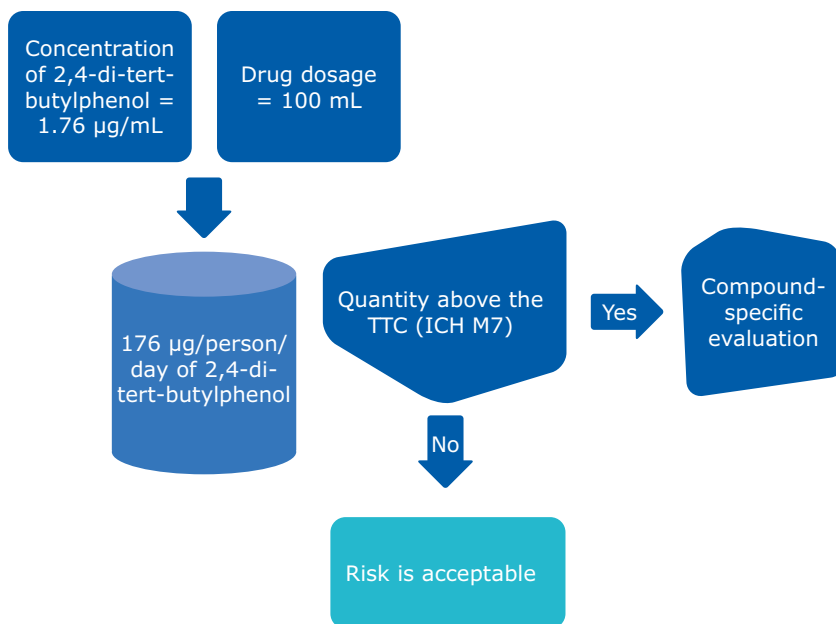 Concentration
of 2,4-di-tert-
butylphenol =
1.76 µg/mL
Drug dosage
= 100 mL
176 µg/person/
day of 2,4-di-
tert-butylphenol
Quantity above the
TTC (ICH M7)
Yes
Compound-
specific
evaluation
No
Risk is acceptable